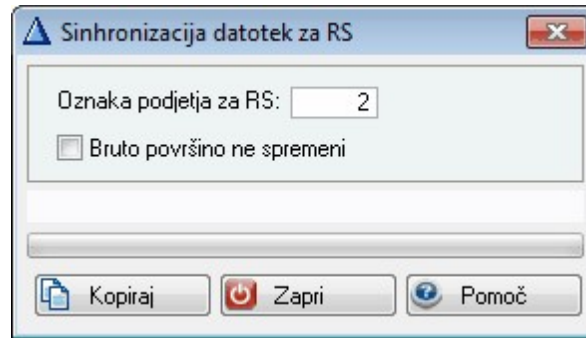 Sinhronizacija datotek za RS
Oznaka podjetja za RS: 2
Bruto površino ne spremeni
Kopiraj Zapri Pomoč